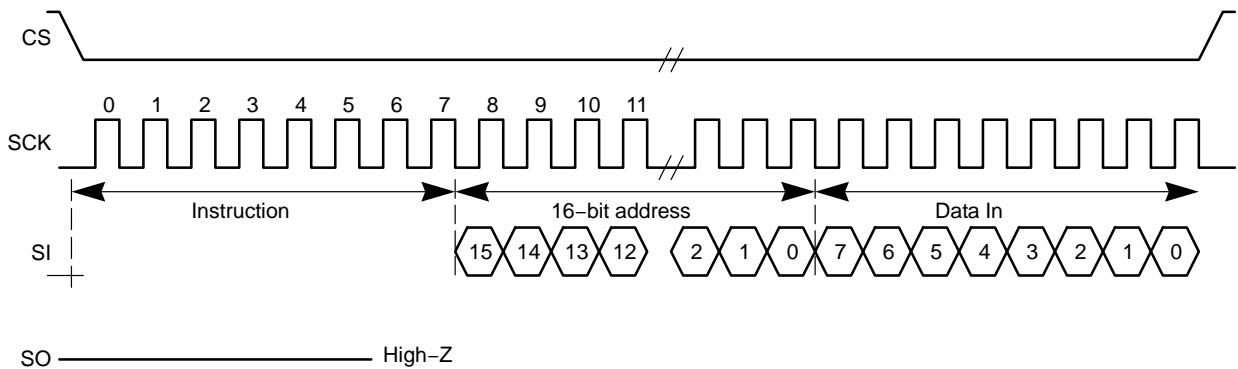 CS
0 1 2 3 4 5 6 7 8 9 10 11
SCK
Instruction 16−bit address Data In
SI 15 14 13 12 2 1 0 7 6 5 4 3 2 1 0
SO High−Z